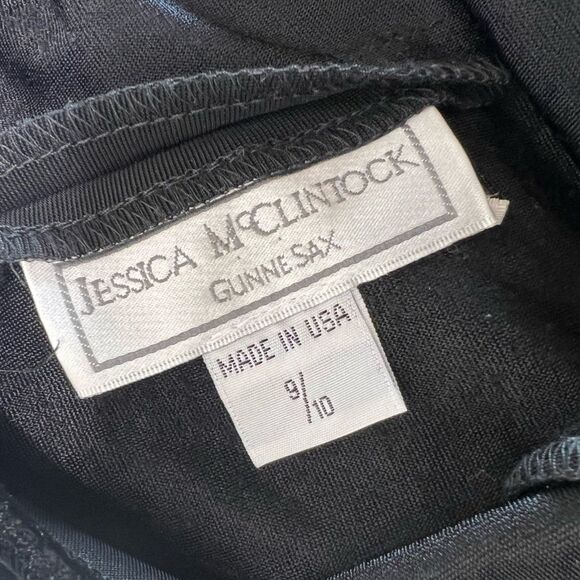 JESSICA McCLINTOCK
GUNNE SAX
MADE IN USA
9/10